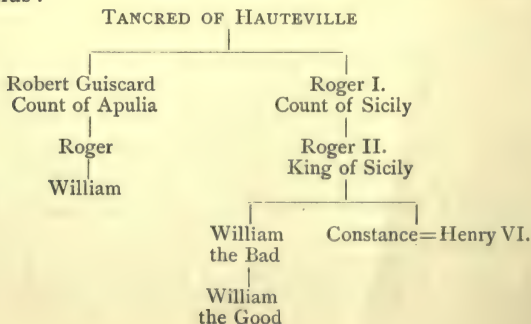 TANCRED OF HAUTEVILLE
Robert Guiscard Roger I.
Count of Apulia Count of Sicily
Roger Roger II.
King of Sicily
William
William Constance=Henry VI.
the Bad
William
the Good